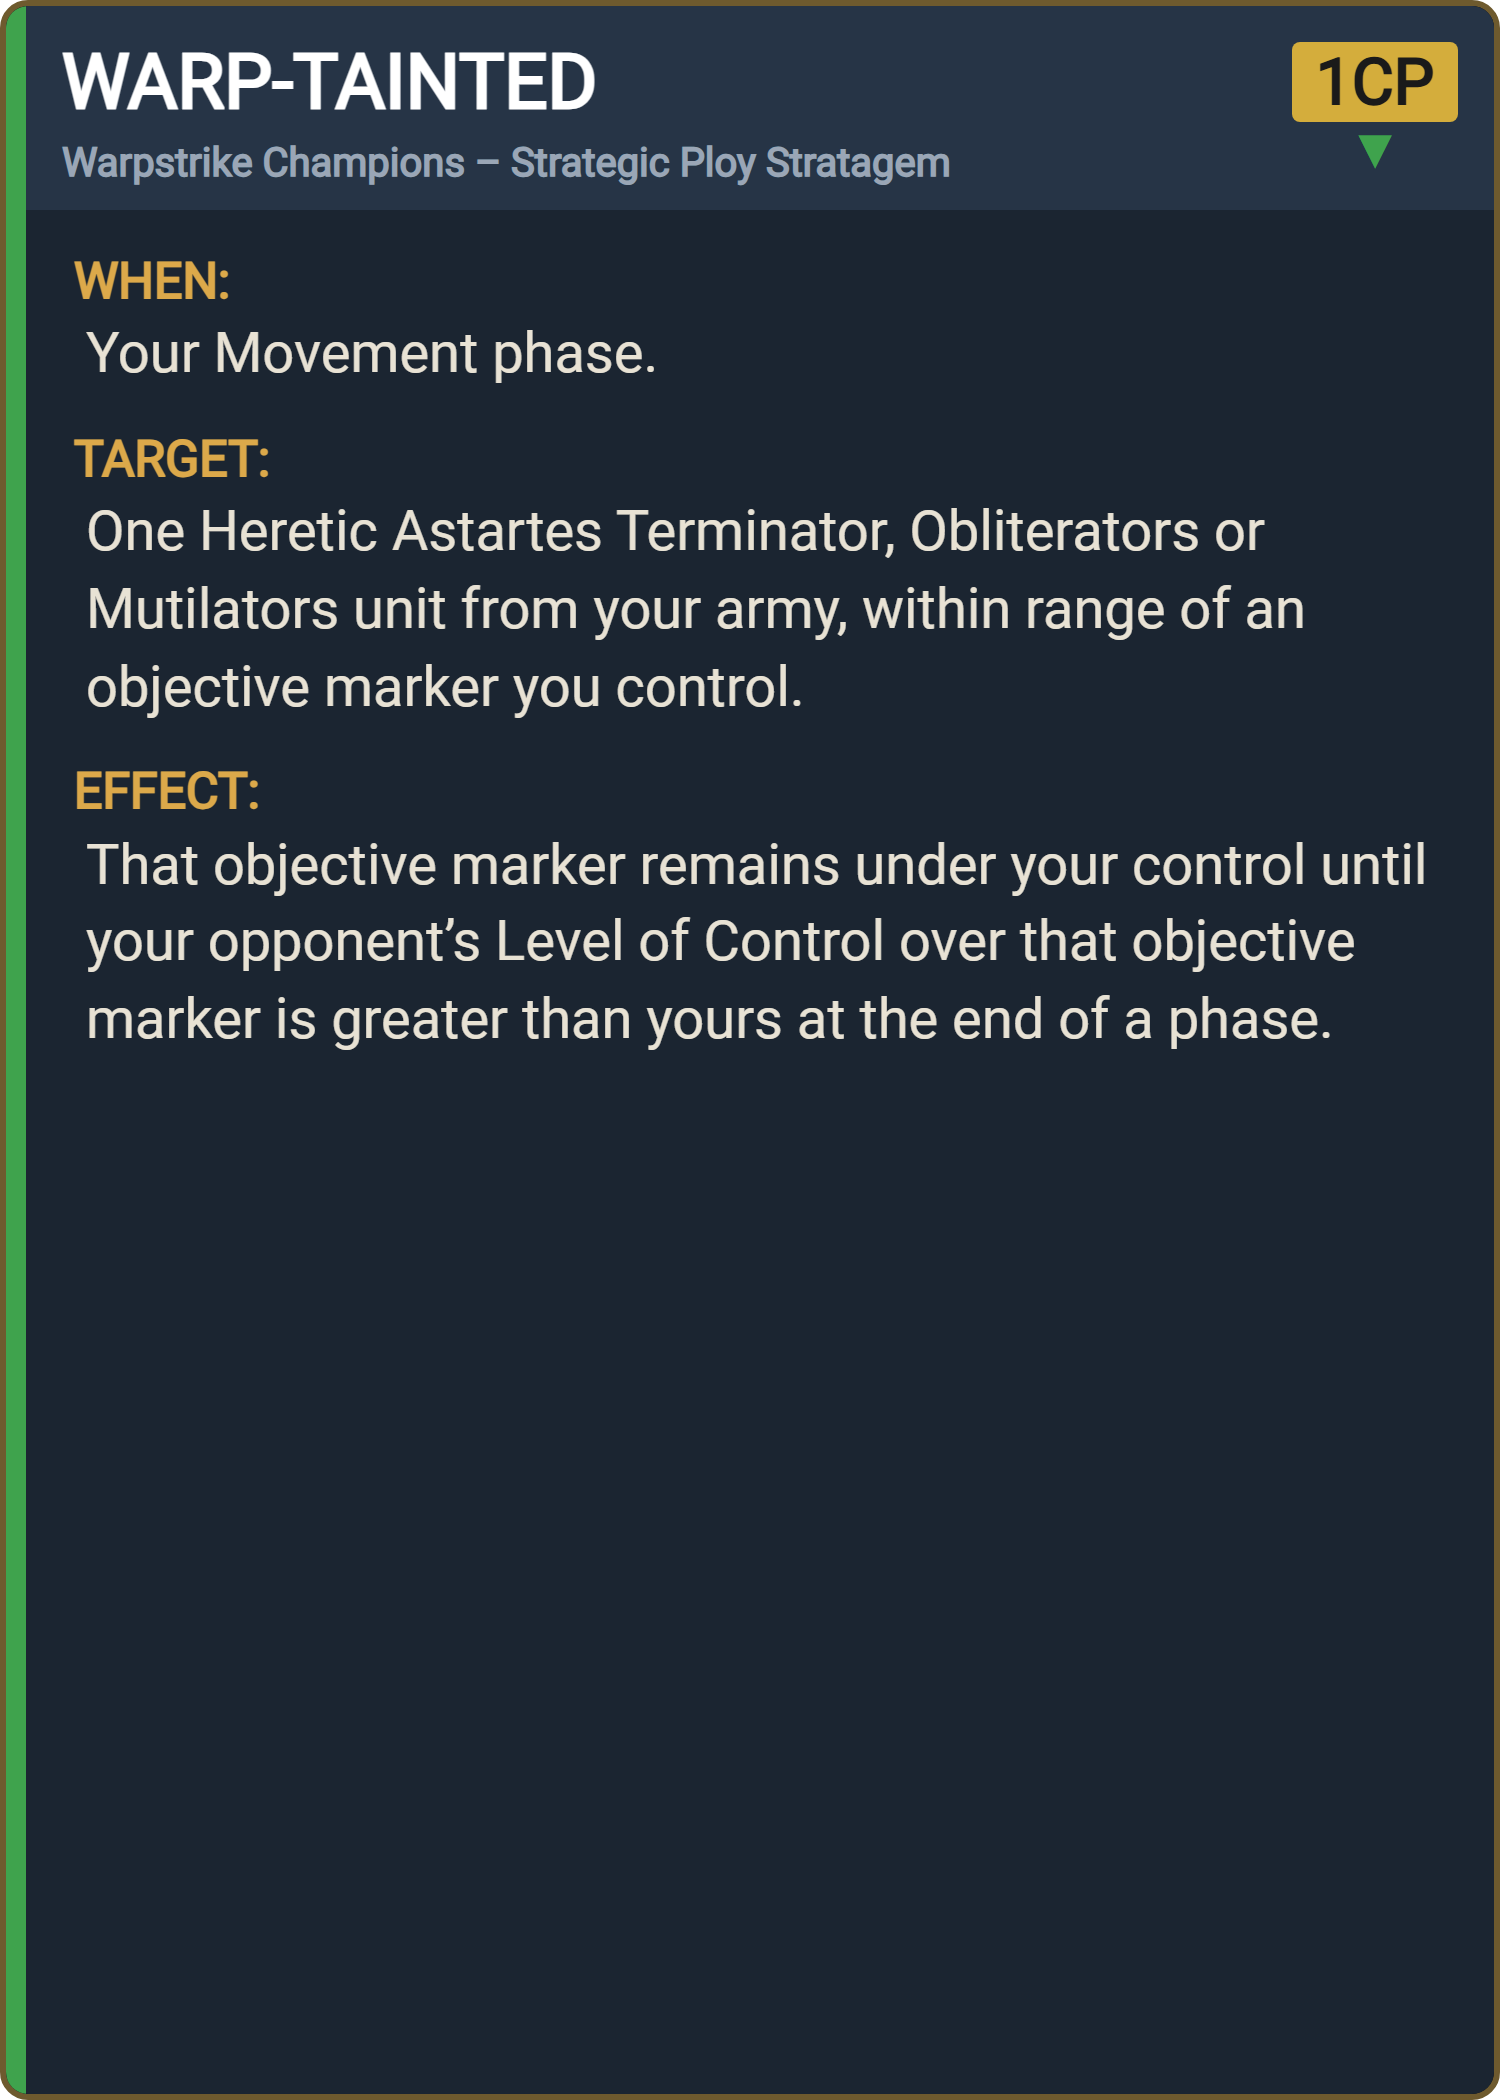 WARP-TAINTED
1CP
Warpstrike Champions – Strategic Ploy Stratagem
WHEN:
Your Movement phase.
TARGET:
One Heretic Astartes Terminator, Obliterators or
Mutilators unit from your army, within range of an
objective marker you control.
EFFECT:
That objective marker remains under your control until
your opponent’s Level of Control over that objective
marker is greater than yours at the end of a phase.